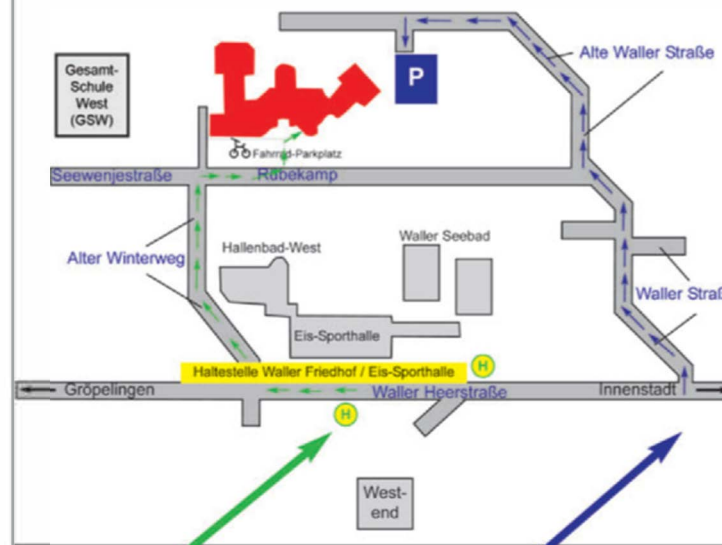 Alte Waller Straße
P
Gesamt-
Schule
West
(GSW)
Fahrrad-Parkplatz
Seewenjestraße
Rübekamp
Waller Seebad
Hallenbad-West
Alter Winterweg
Waller Straß
Eis-Sporthalle
Haltestelle Waller Friedhof / Eis-Sporthalle
H
Gröpelingen
Waller Heerstraße
Innenstadt
H
West-
end